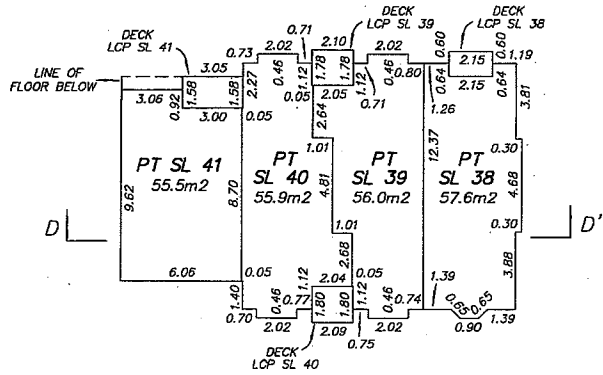 DECK
LCP SL 41
DECK
LCP SL 39
DECK
LCP SL 38
LINE OF
FLOOR BELOW
0.73
2.02
0.71
2.10
2.02
0.60
2.15
0.60
1.19
3.05
2.27
0.46
1.12
1.78
1.78
1.12
0.46
0.80
0.64
2.15
0.64
3.06
0.92
1.58
1.58
0.05
2.05
0.71
1.26
3.81
3.00
0.05
2.64
12.37
1.01
0.30
PT SL 41
55.5m2
PT
SL 40
55.9m2
PT
SL 39
56.0m2
PT
SL 38
57.6m2
9.62
8.70
4.81
4.68
D
D'
1.01
0.30
2.68
3.88
6.06
0.05
1.12
2.04
0.05
1.39
1.40
0.46
0.77
1.80
1.80
1.12
0.46
0.74
0.65
0.65
0.70
2.02
2.09
0.75
2.02
0.90
1.39
DECK
LCP SL 40